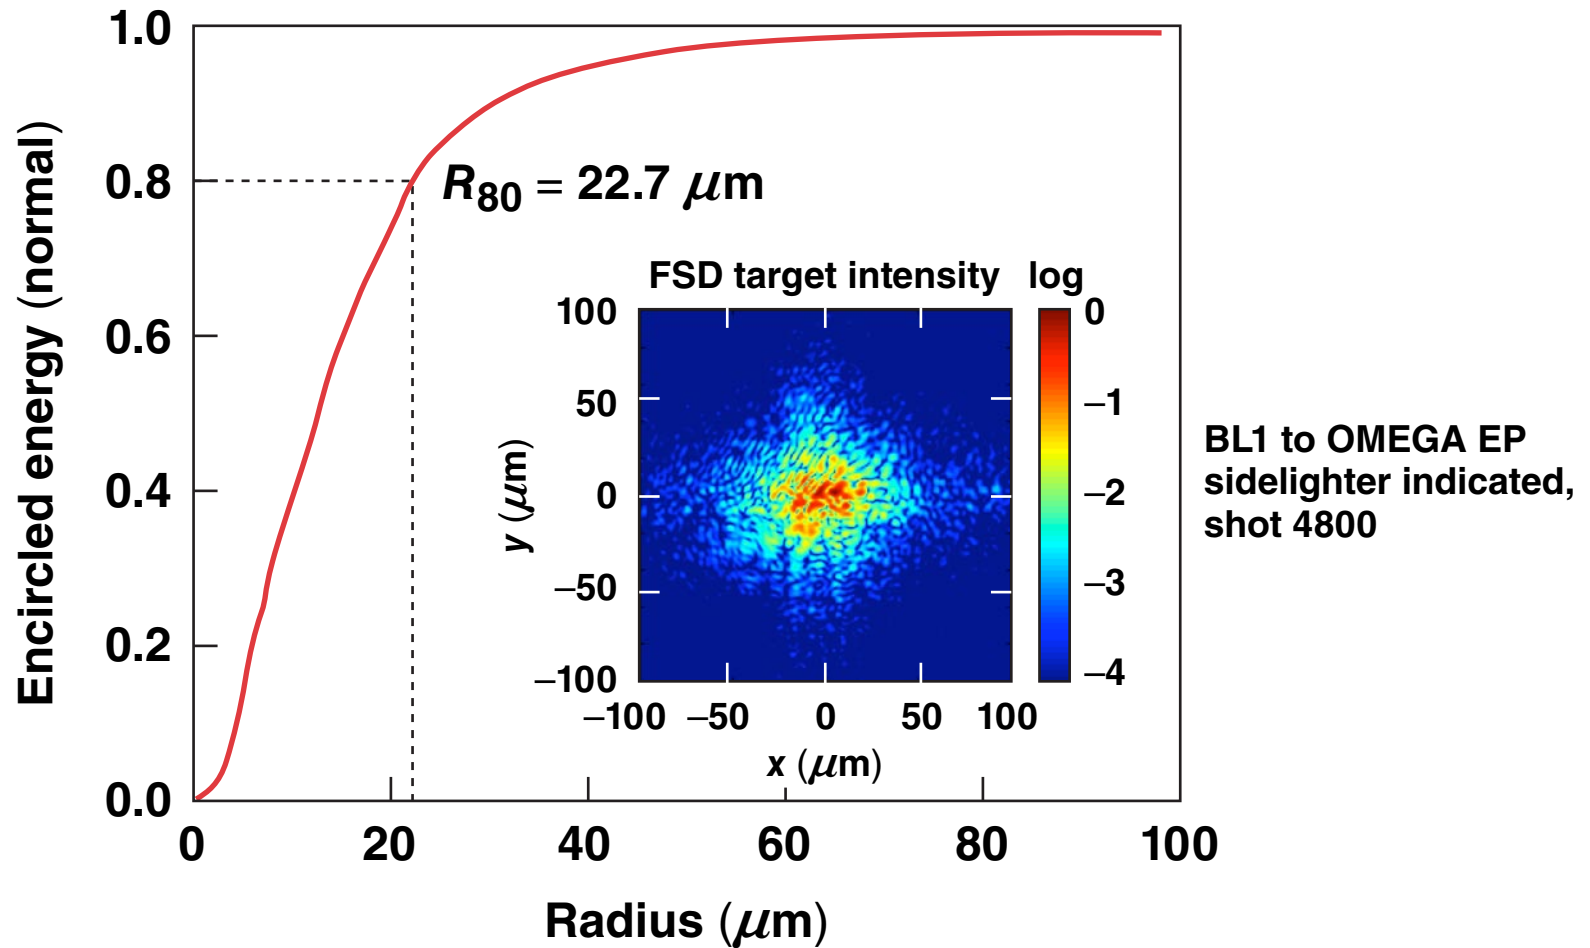 1.0
0.8
0.6
0.4
0.2
0.0
Encircled energy (normal)
R80 = 22.7 μm
FSD target intensity log
100
50
0
–50
–100
y (μm)
–100 –50 0 50 100
x (μm)
0
–1
–2
–3
–4
BL1 to OMEGA EP
sidelighter indicated,
shot 4800
0 20 40 60 80 100
Radius (μm)